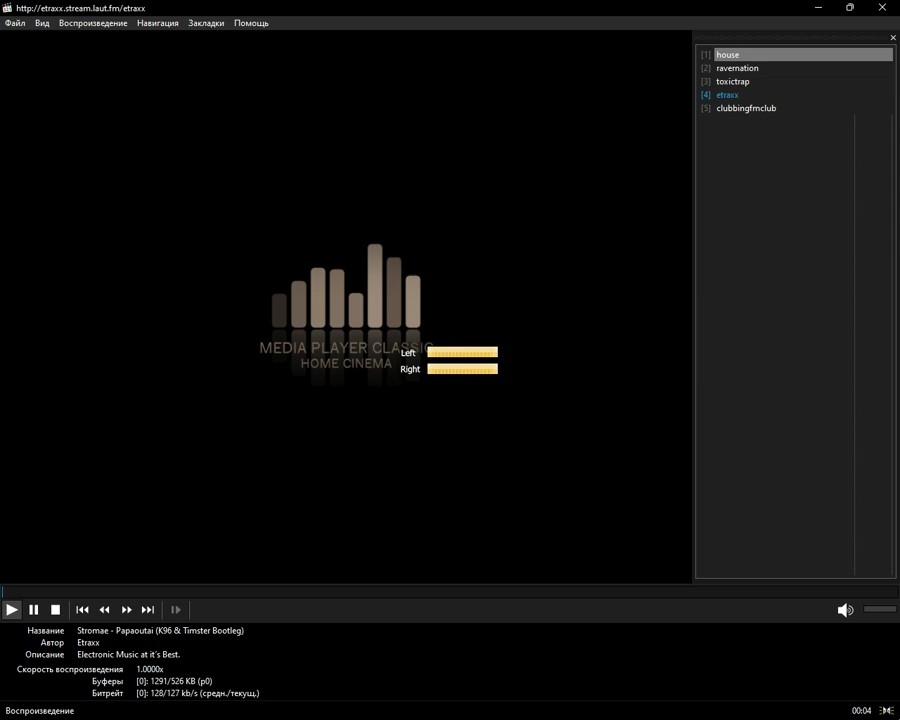 http://etraxx.stream.laut.fm/etraxx
Файл Вид Воспроизведение Навигация Закладки Помощь
[1] house
[2] ravernation
[3] toxictrap
[4] etraxx
[5] clubbingfmclub
MEDIA PLAYER CLASSIC
HOME CINEMA
Left
Right
Название Stromae - Papaoutai (K96 & Timster Bootleg)
Автор Etraxx
Описание Electronic Music at it's Best.
Скорость воспроизведения 1.0000x
Буферы [0]: 1291/526 KB (p0)
Битрейт [0]: 128/127 kb/s (средн./текущ.)
Воспроизведение 00:04